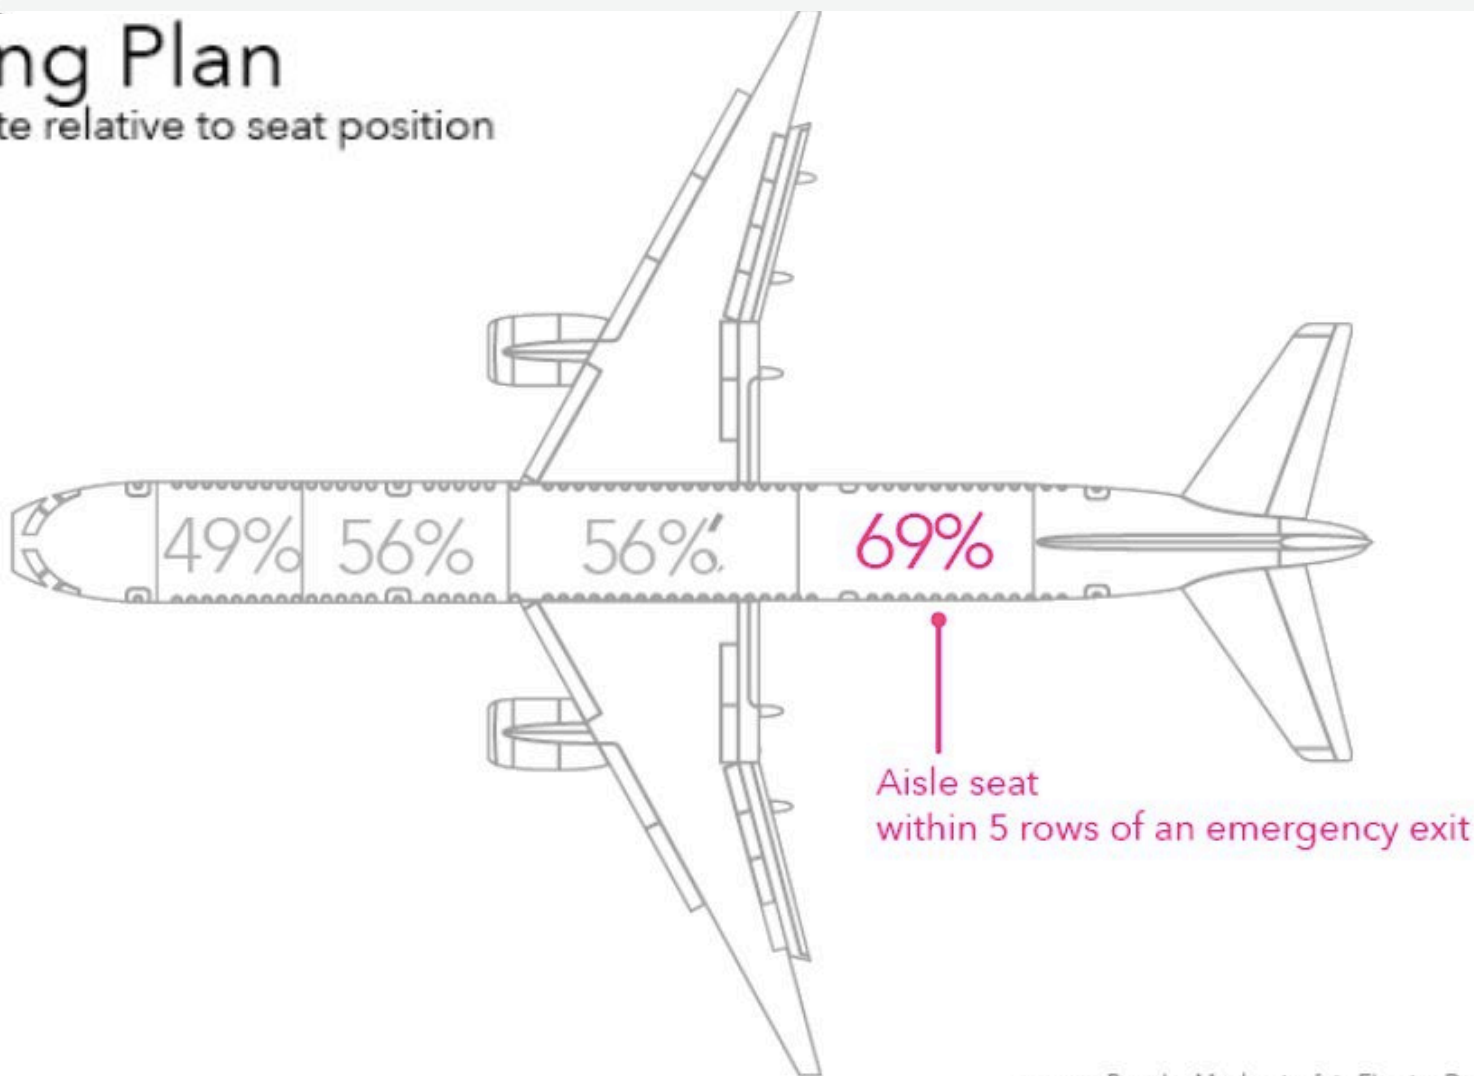 ng Plan
te relative to seat position
49% 56% 56% 69%
Aisle seat
within 5 rows of an emergency exit